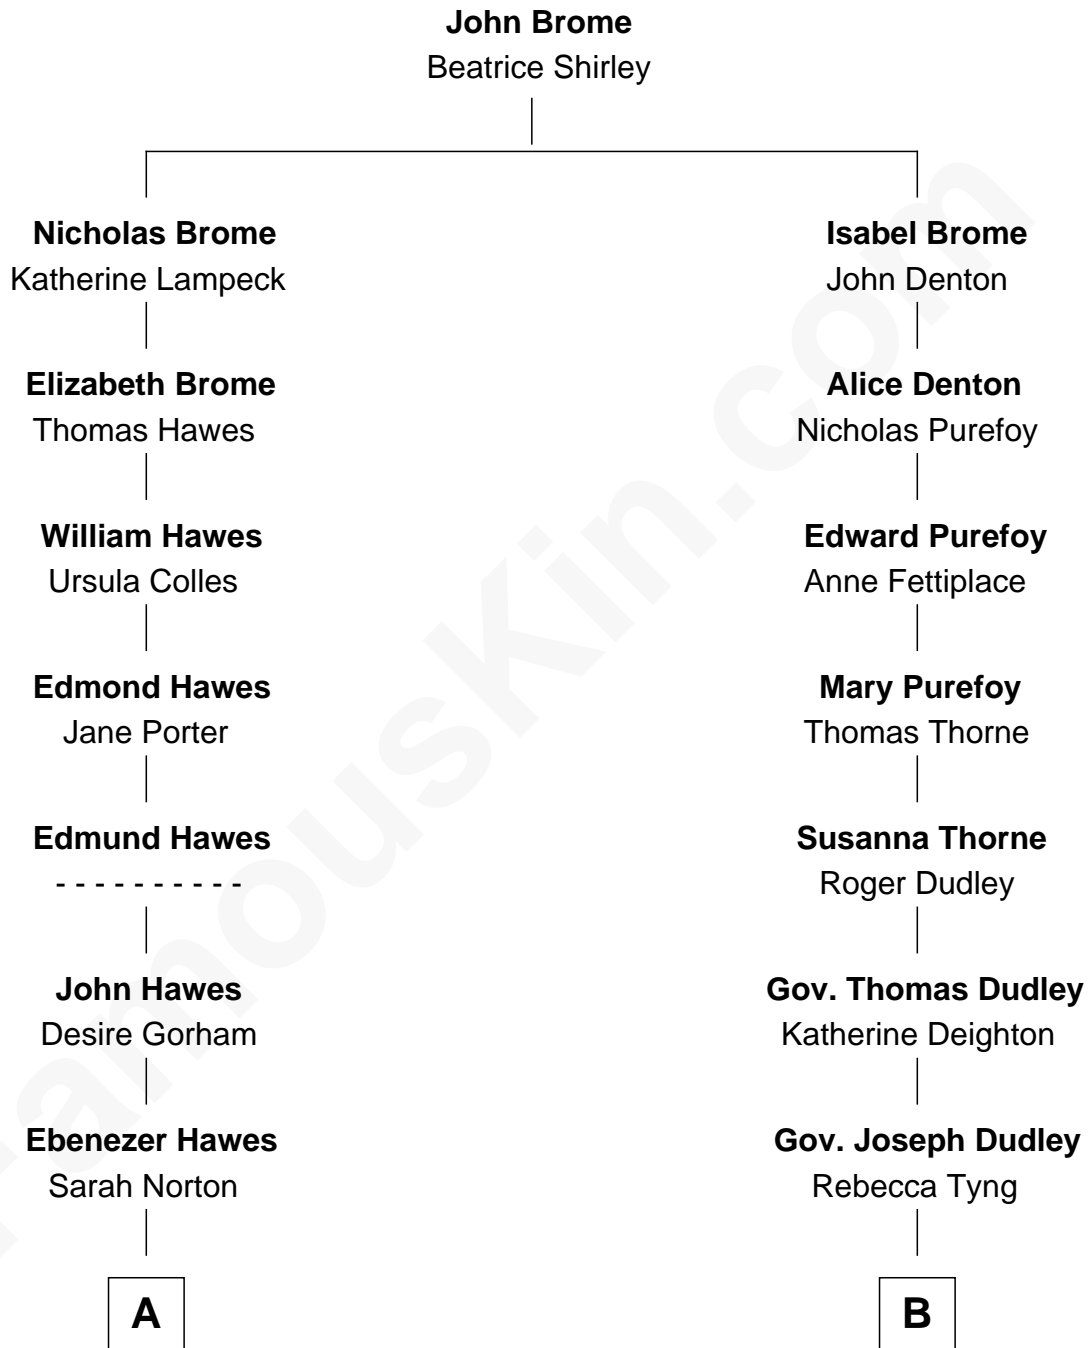 John Brome
Beatrice Shirley
Nicholas Brome
Katherine Lampeck
Isabel Brome
John Denton
Elizabeth Brome
Thomas Hawes
Alice Denton
Nicholas Purefoy
William Hawes
Ursula Colles
Edward Purefoy
Anne Fettiplace
Edmond Hawes
Jane Porter
Mary Purefoy
Thomas Thorne
Edmund Hawes
- - - - - - - - - -
Susanna Thorne
Roger Dudley
John Hawes
Desire Gorham
Gov. Thomas Dudley
Katherine Deighton
Ebenezer Hawes
Sarah Norton
Gov. Joseph Dudley
Rebecca Tyng
A
B
FamousKin.com